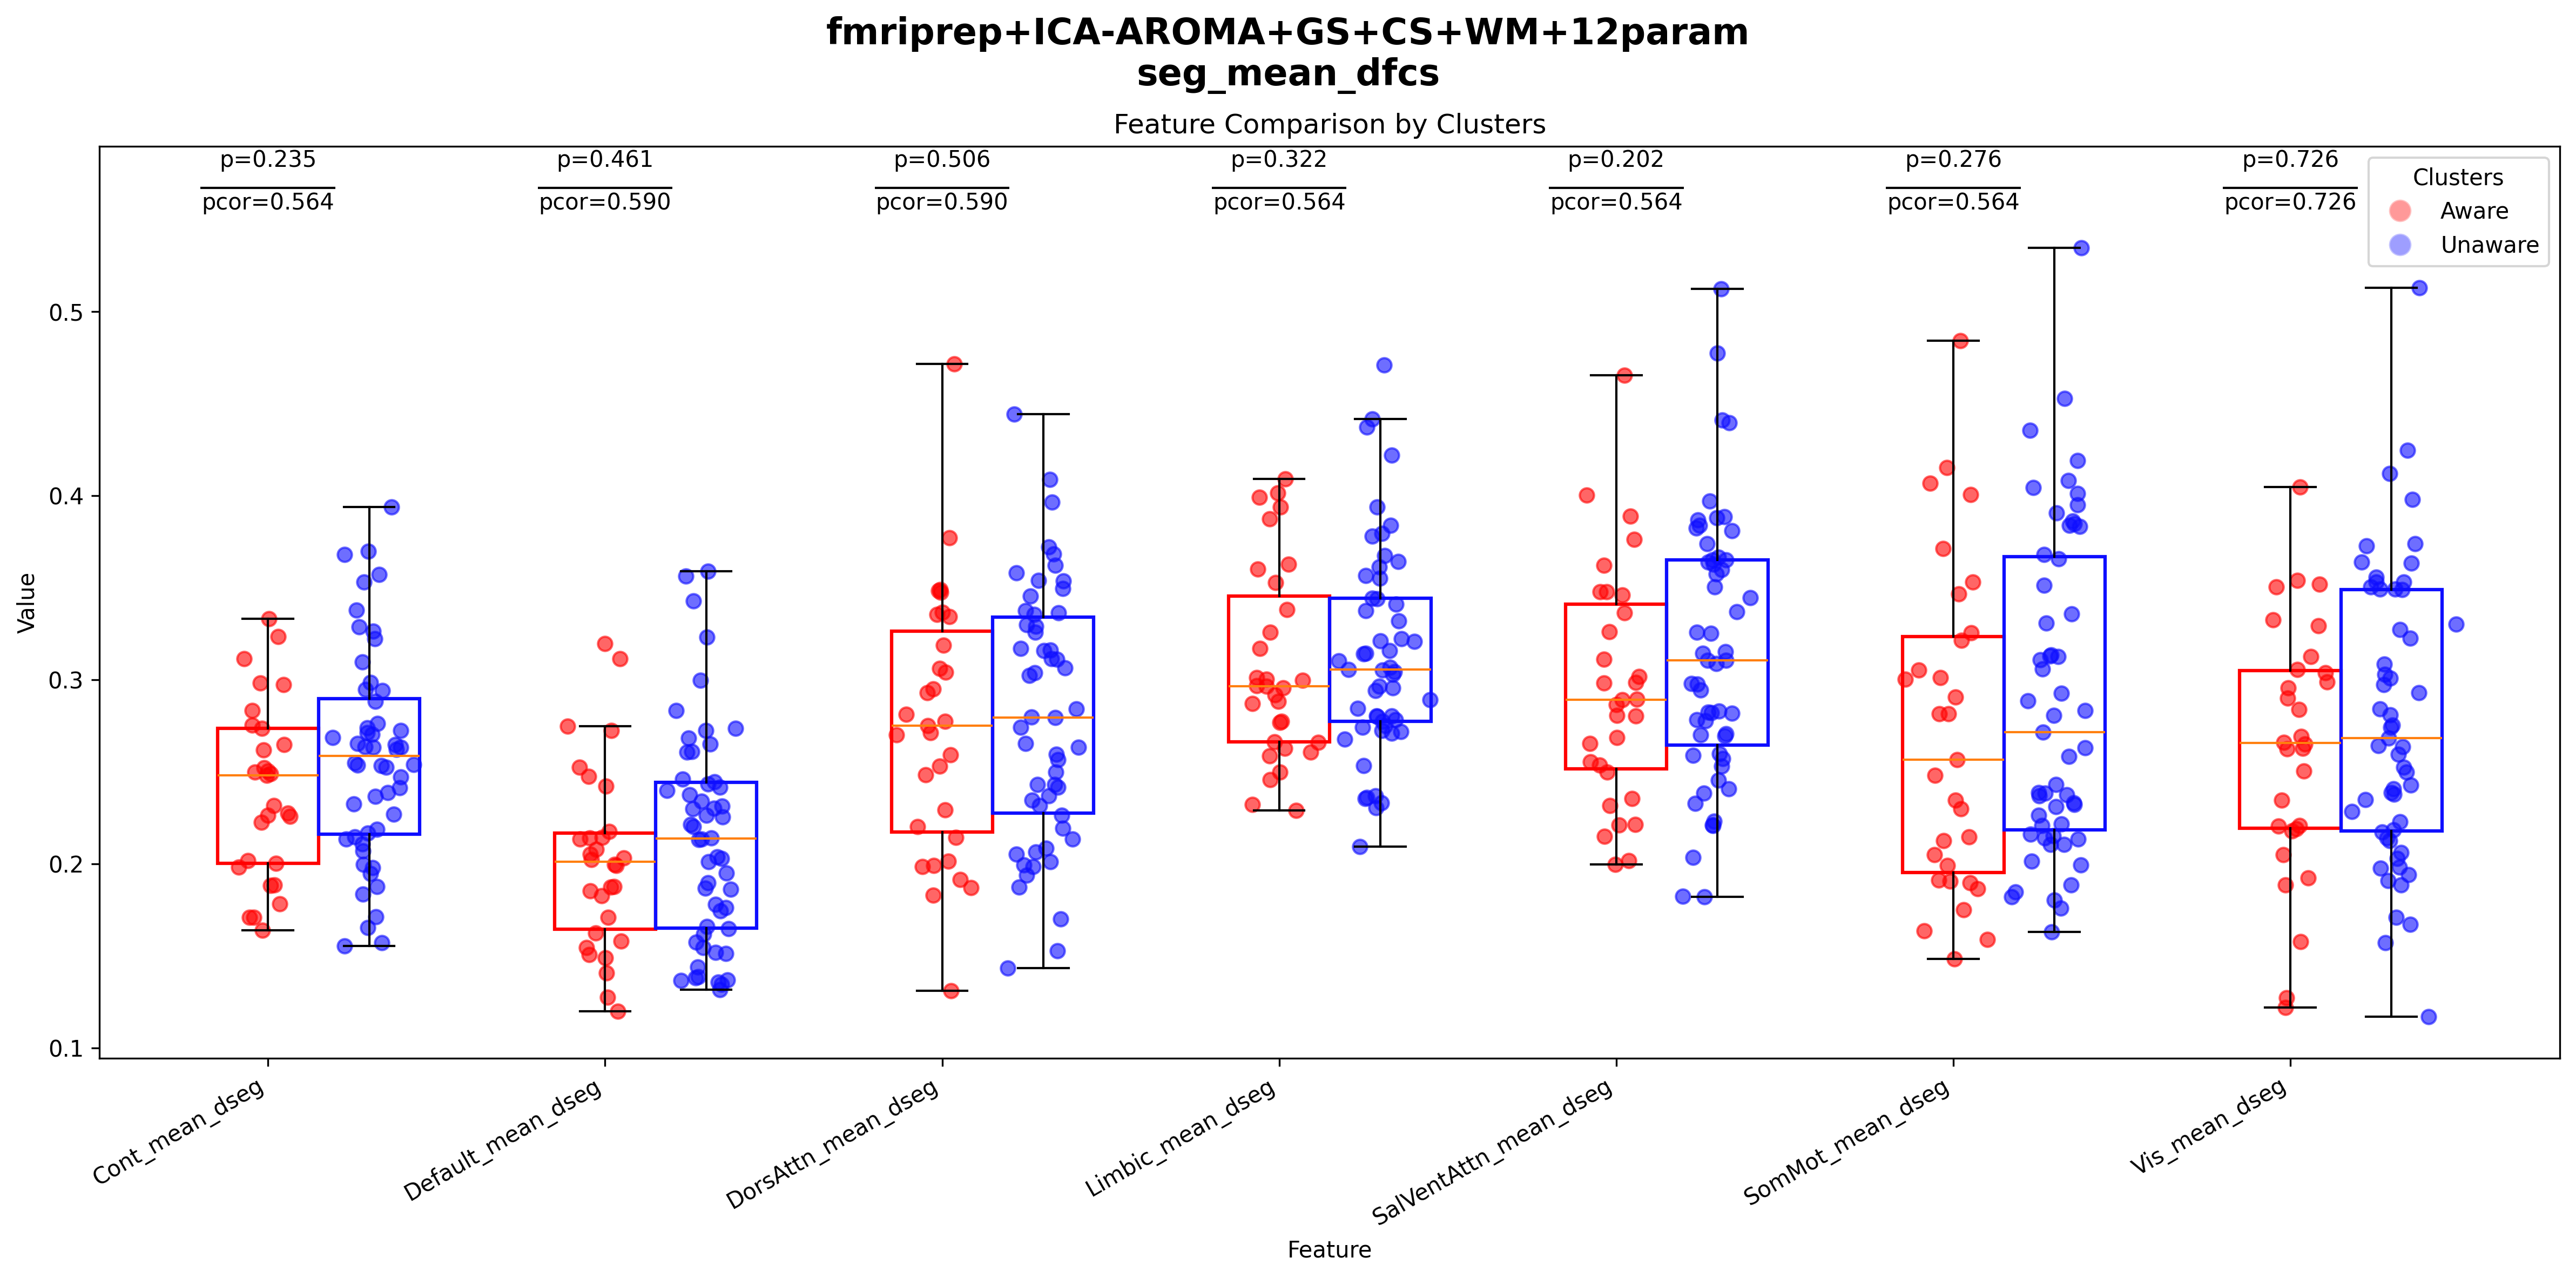 fmriprep+ICA-AROMA+GS+CS+WM+12param
seg_mean_dfcs
Feature Comparison by Clusters
p=0.235 p=0.461 p=0.506 p=0.322 p=0.202 p=0.276 p=0.726
pcor=0.564 pcor=0.590 pcor=0.590 pcor=0.564 pcor=0.564 pcor=0.564 pcor=0.726
Clusters
Aware
Unaware
0.5
0.4
0.3
0.2
0.1
Value
Cont_mean_dseg
Default_mean_dseg
DorsAttn_mean_dseg
Limbic_mean_dseg
SalVentAttn_mean_dseg
SomMot_mean_dseg
Vis_mean_dseg
Feature